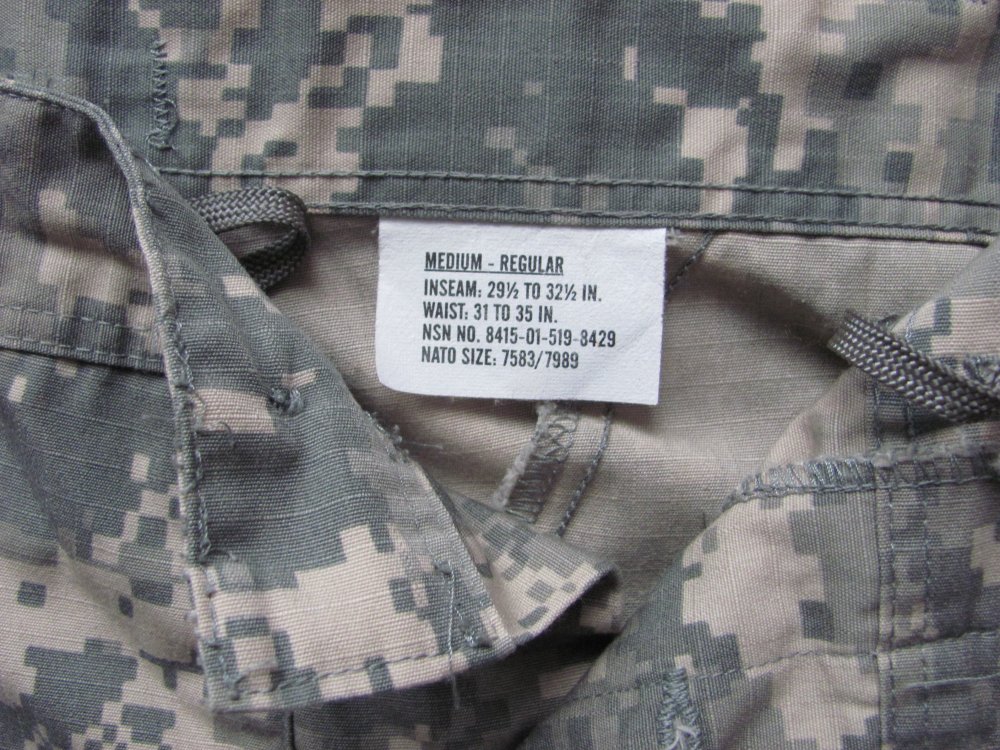 MEDIUM - REGULAR
INSEAM: 29½ TO 32½ IN.
WAIST: 31 TO 35 IN.
NSN NO. 8415-01-519-8429
NATO SIZE: 7583/7989